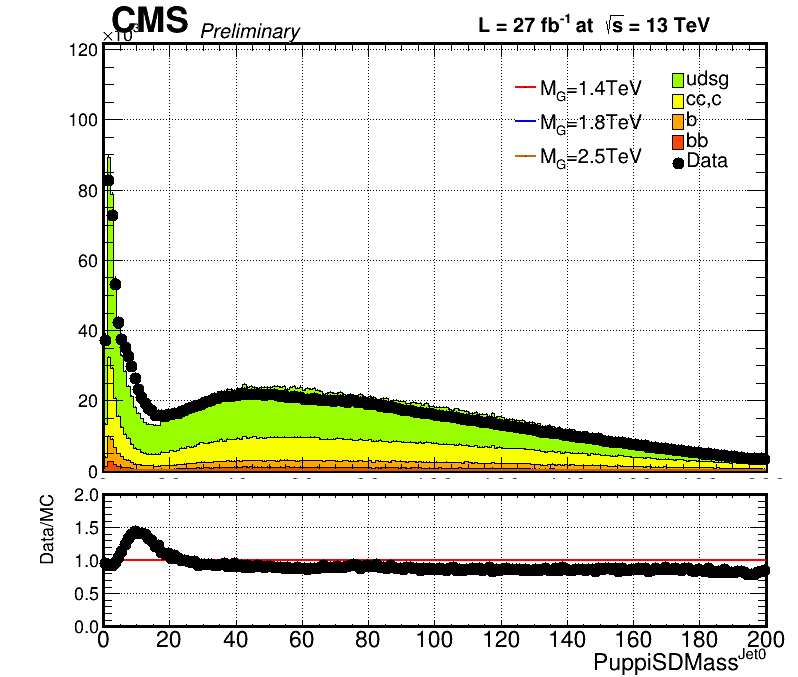 CMS Preliminary L = 27 fb⁻¹ at √s = 13 TeV
×10³
120
100
80
60
40
20
0
M_G=1.4TeV
M_G=1.8TeV
M_G=2.5TeV
udsg
cc,c
b
bb
Data
Data/MC
2.0
1.5
1.0
0.5
0.0
0 20 40 60 80 100 120 140 160 180 200
PuppiSDMass^Jet0